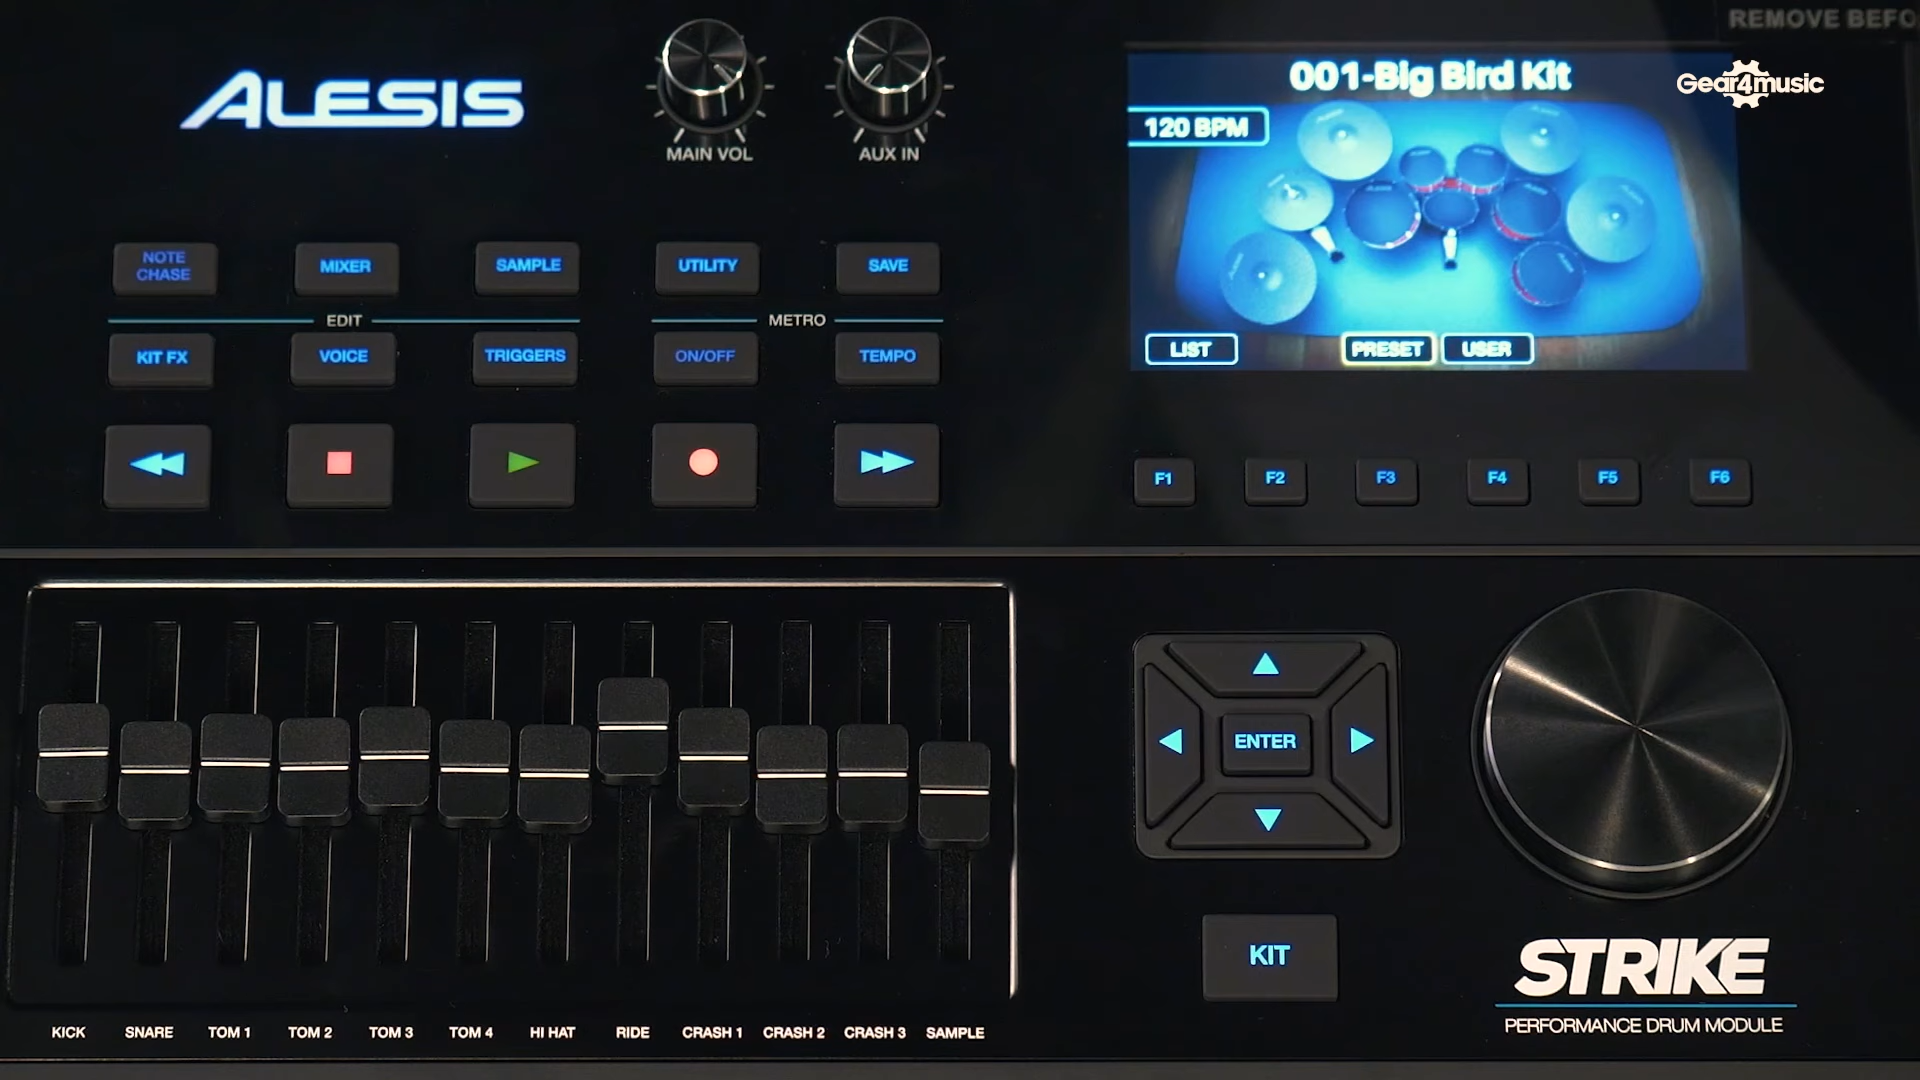 REMOVE BEFO
ALESIS
MAIN VOL
AUX IN
001-Big Bird Kit
Gear4music
120 BPM
LIST
PRESET
USER
NOTE
CHASE
MIXER
SAMPLE
UTILITY
SAVE
EDIT
METRO
KIT FX
VOICE
TRIGGERS
ON/OFF
TEMPO
F1
F2
F3
F4
F5
F6
ENTER
KIT
STRIKE
PERFORMANCE DRUM MODULE
KICK
SNARE
TOM 1
TOM 2
TOM 3
TOM 4
HI HAT
RIDE
CRASH 1
CRASH 2
CRASH 3
SAMPLE